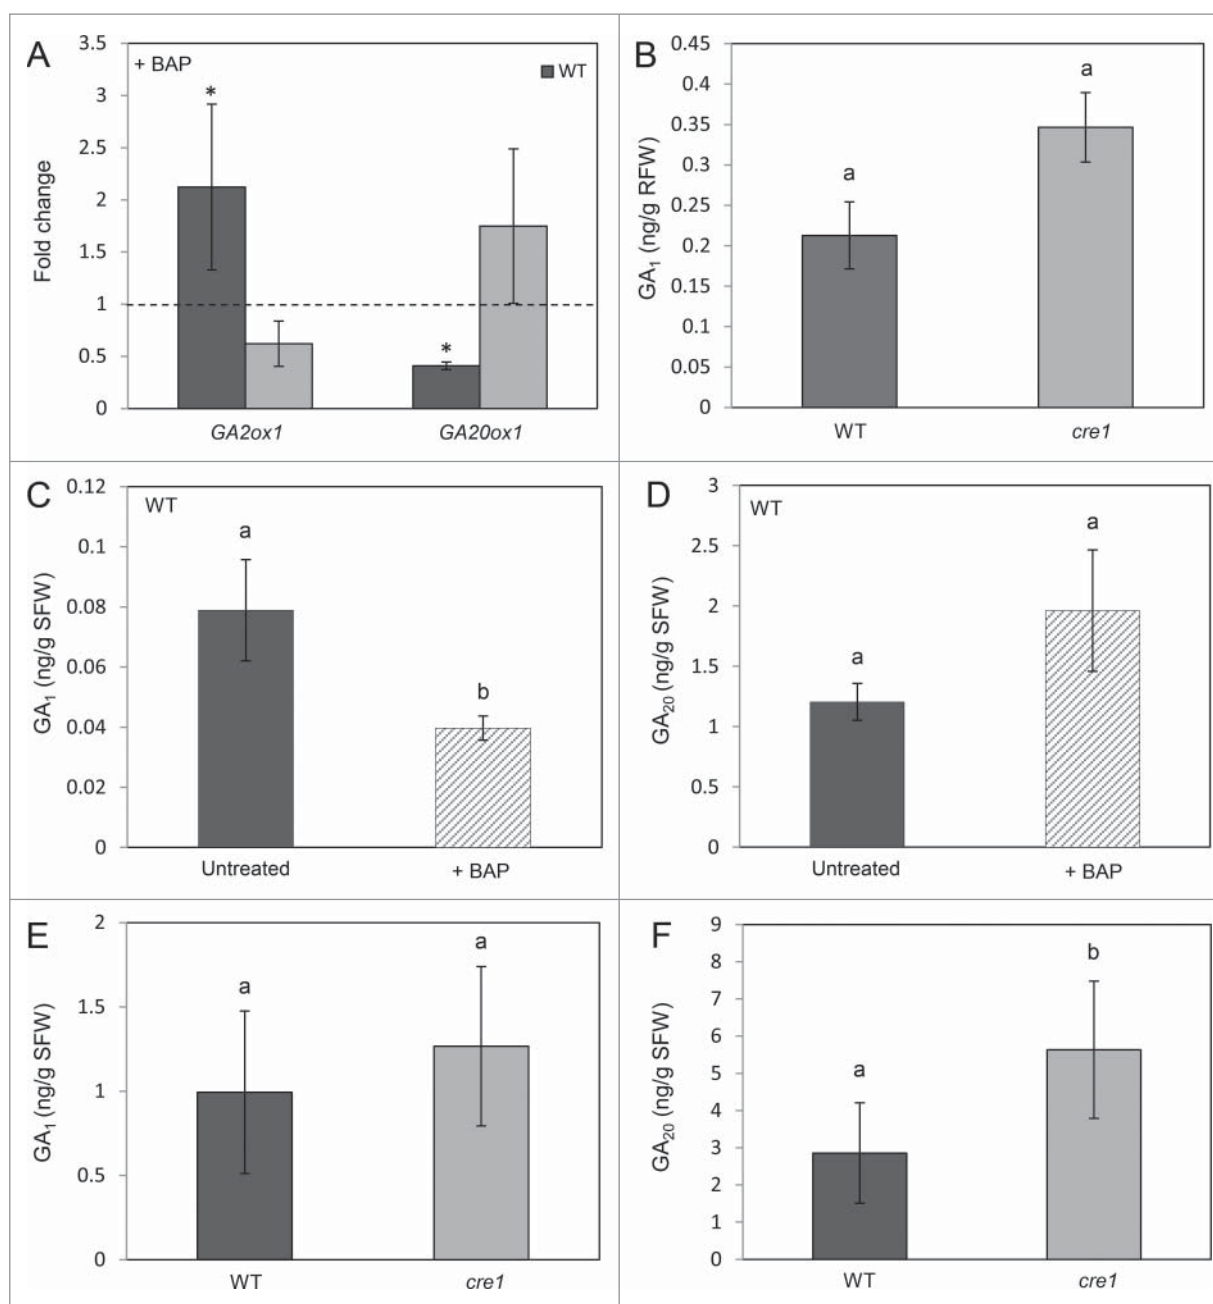 A
+ BAP
WT
Fold change
3.5
3
2.5
2
1.5
1
0.5
0
*
*
GA2ox1
GA20ox1
B
GA1 (ng/g RFW)
0.45
0.4
0.35
0.3
0.25
0.2
0.15
0.1
0.05
0
a
a
WT
cre1
C
WT
GA1 (ng/g SFW)
0.12
0.1
0.08
0.06
0.04
0.02
0
a
b
Untreated
+ BAP
D
WT
GA20 (ng/g SFW)
3
2.5
2
1.5
1
0.5
0
a
a
Untreated
+ BAP
E
GA1 (ng/g SFW)
2
1.5
1
0.5
0
a
a
WT
cre1
F
GA20 (ng/g SFW)
9
8
7
6
5
4
3
2
1
0
a
b
WT
cre1